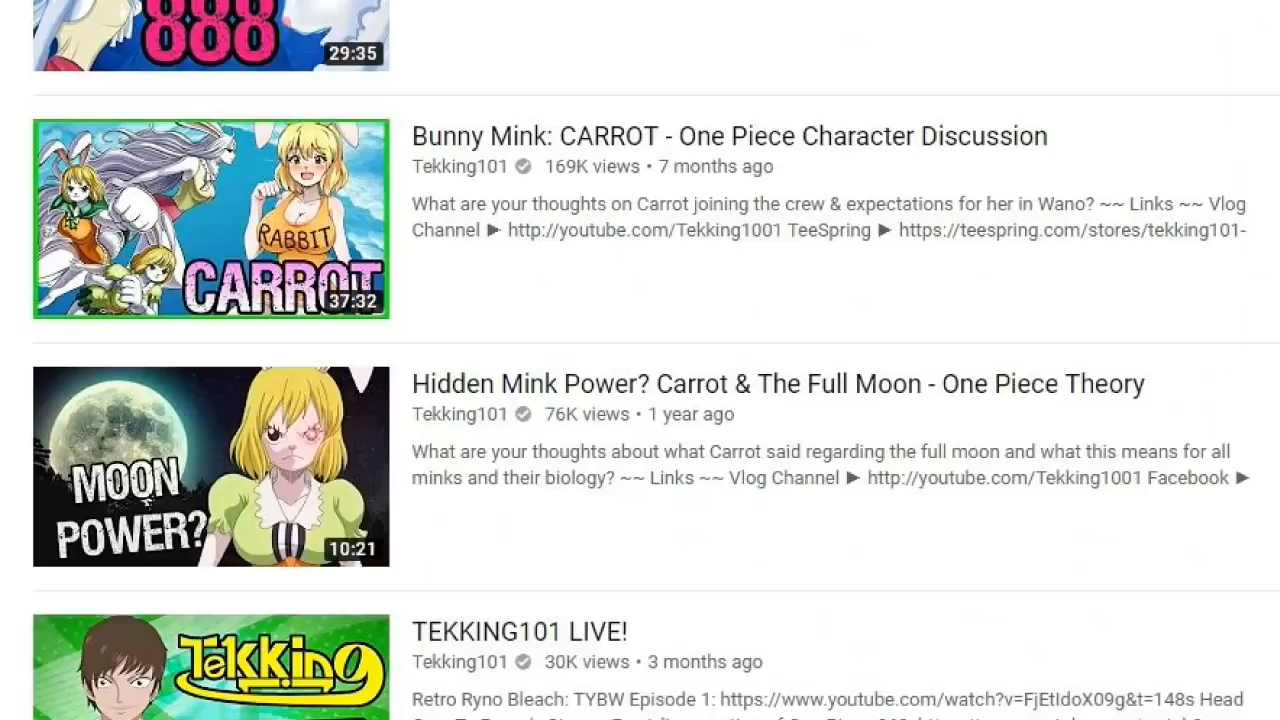 888
29:35
RABBIT
CARROT
37:32
Bunny Mink: CARROT - One Piece Character Discussion
Tekking101 169K views • 7 months ago
What are your thoughts on Carrot joining the crew & expectations for her in Wano? ~~ Links ~~ Vlog
Channel ► http://youtube.com/Tekking1001 TeeSpring ► https://teespring.com/stores/tekking101-
MOON
POWER?
10:21
Hidden Mink Power? Carrot & The Full Moon - One Piece Theory
Tekking101 76K views • 1 year ago
What are your thoughts about what Carrot said regarding the full moon and what this means for all
minks and their biology? ~~ Links ~~ Vlog Channel ► http://youtube.com/Tekking1001 Facebook ►
Tekking
TEKKING101 LIVE!
Tekking101 30K views • 3 months ago
Retro Ryno Bleach: TYBW Episode 1: https://www.youtube.com/watch?v=FjEtIdoX09g&t=148s Head